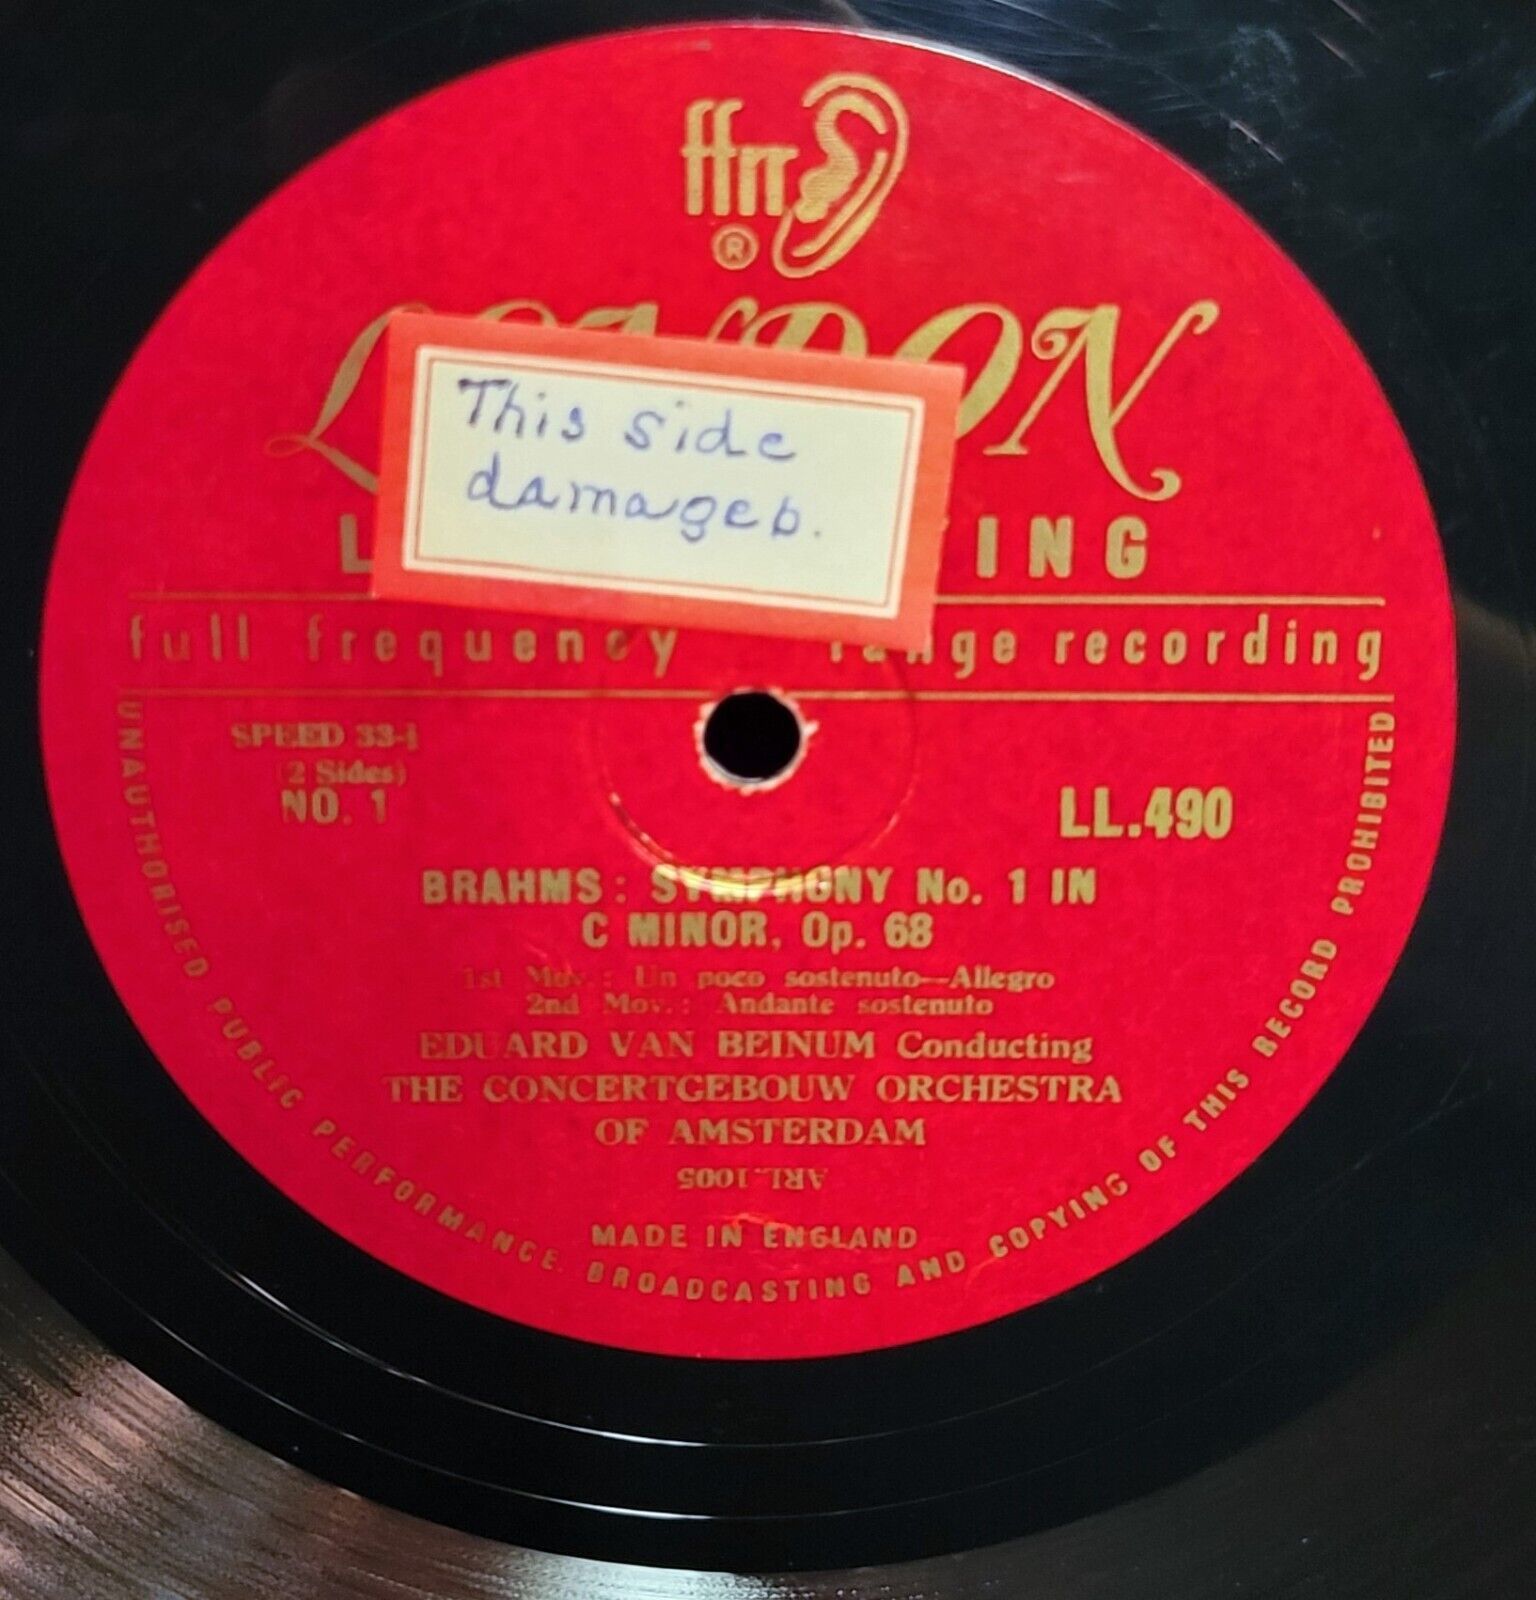 ffrr
®
LONDON
This side
damaged.
L ING
full frequency range recording
SPEED 33-⅓
(2 Sides)
NO. 1
LL.490
BRAHMS: SYMPHONY No. 1 IN
C MINOR, Op. 68
1st Mov.: Un poco sostenuto—Allegro
2nd Mov.: Andante sostenuto
EDUARD VAN BEINUM Conducting
THE CONCERTGEBOUW ORCHESTRA
OF AMSTERDAM
ARL.1005
MADE IN ENGLAND
UNAUTHORISED PUBLIC PERFORMANCE. BROADCASTING AND COPYING OF THIS RECORD PROHIBITED